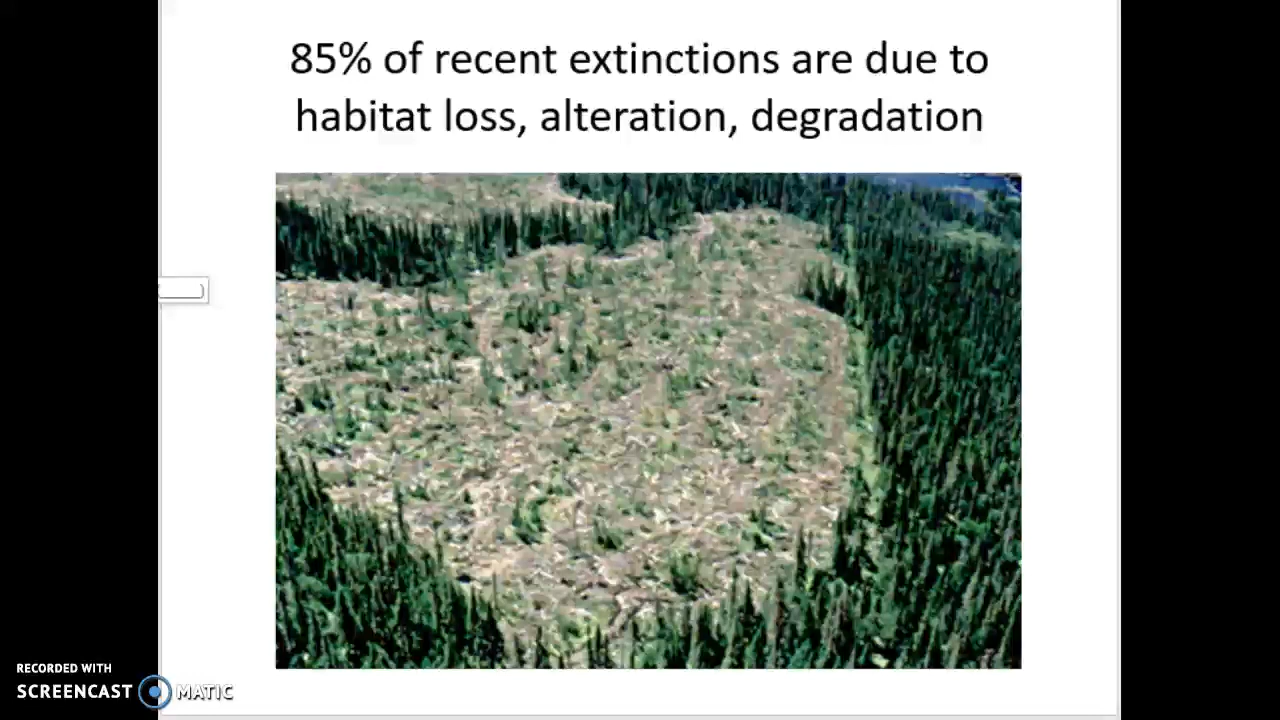 85% of recent extinctions are due to
habitat loss, alteration, degradation
RECORDED WITH
SCREENCAST MATIC